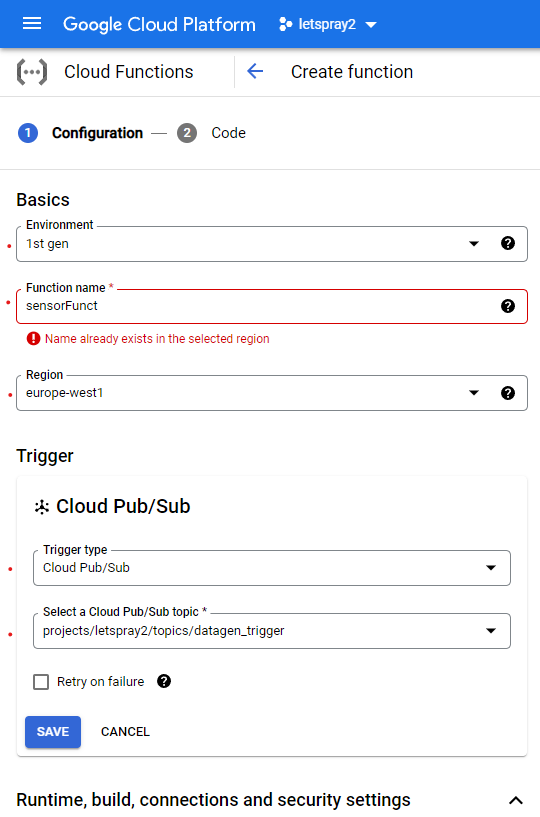 Google Cloud Platform letspray2
Cloud Functions Create function
1 Configuration — 2 Code
Basics
Environment
1st gen
Function name *
sensorFunct
Name already exists in the selected region
Region
europe-west1
Trigger
Cloud Pub/Sub
Trigger type
Cloud Pub/Sub
Select a Cloud Pub/Sub topic *
projects/letspray2/topics/datagen_trigger
Retry on failure
SAVE CANCEL
Runtime, build, connections and security settings